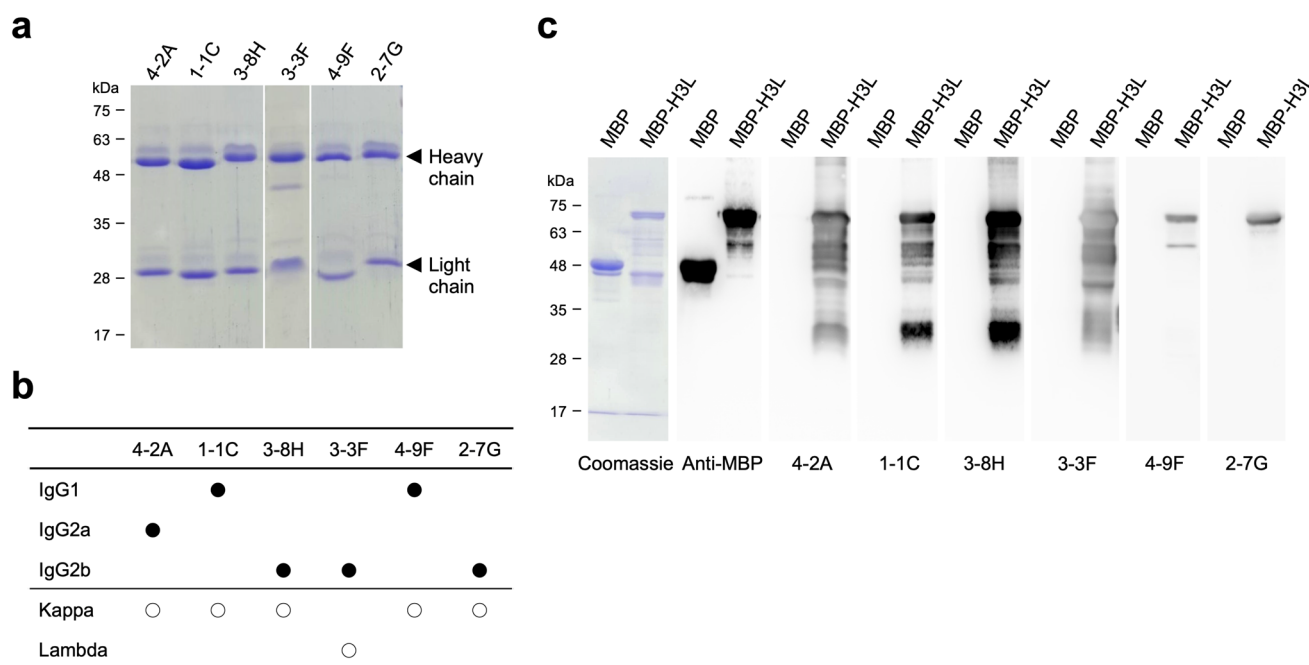 a
4-2A 1-1C 3-8H 3-3F 4-9F 2-7G
kDa
75
63
48
35
28
17
Heavy
chain
Light
chain
b
4-2A 1-1C 3-8H 3-3F 4-9F 2-7G
IgG1
IgG2a
IgG2b
Kappa
Lambda
c
MBP MBP-H3L MBP MBP-H3L MBP MBP-H3L MBP MBP-H3L MBP MBP-H3L MBP MBP-H3L MBP MBP-H3L MBP MBP-H3L
kDa
75
63
48
35
28
17
Coomassie Anti-MBP 4-2A 1-1C 3-8H 3-3F 4-9F 2-7G